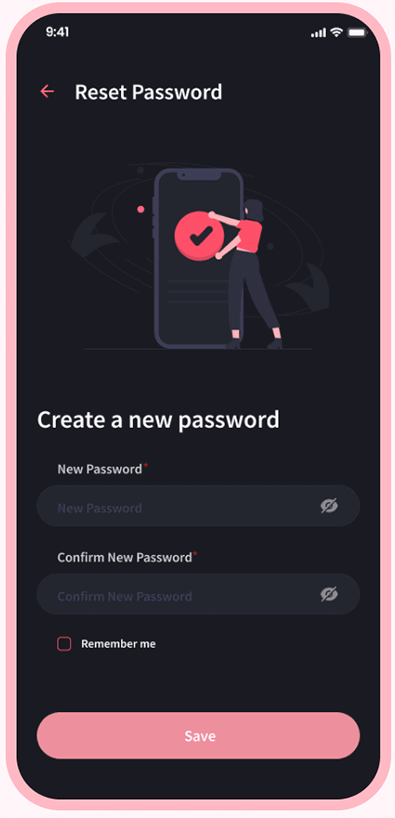 9:41
Reset Password
Create a new password
New Password*
New Password
Confirm New Password*
Confirm New Password
Remember me
Save